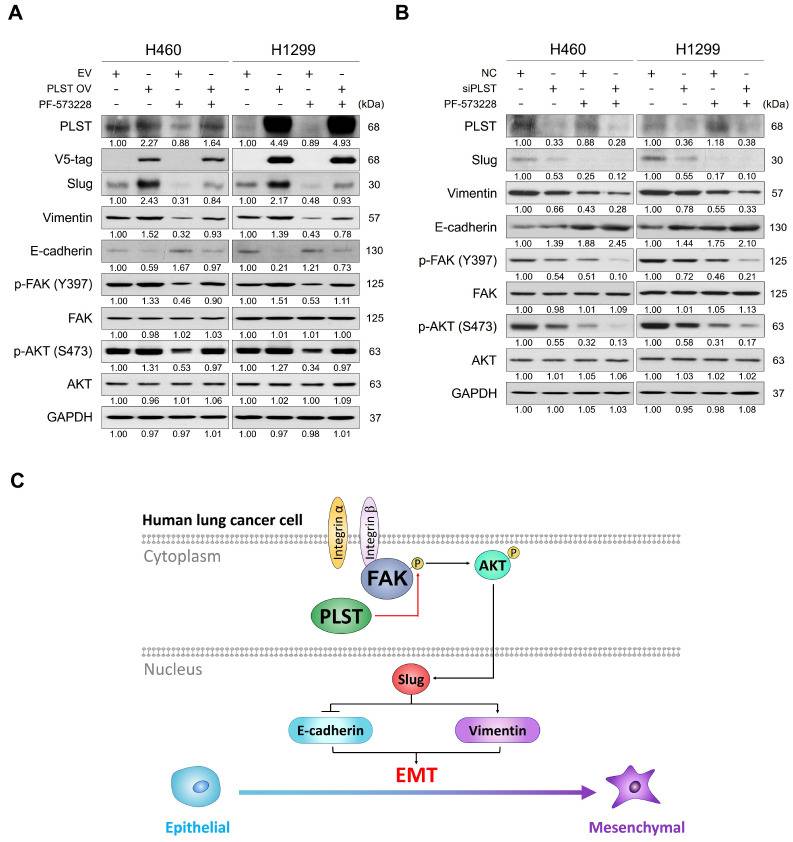 A
H460 H1299
EV + - + - + - + -
PLST OV - + - + - + - +
PF-573228 - - + + - - + + (kDa)
PLST 68
1.00 2.27 0.88 1.64 1.00 4.49 0.89 4.93
V5-tag 68
Slug 30
1.00 2.43 0.31 0.84 1.00 2.17 0.48 0.93
Vimentin 57
1.00 1.52 0.32 0.93 1.00 1.39 0.43 0.78
E-cadherin 130
1.00 0.59 1.67 0.97 1.00 0.21 1.21 0.73
p-FAK (Y397) 125
1.00 1.33 0.46 0.90 1.00 1.51 0.53 1.11
FAK 125
1.00 0.98 1.02 1.03 1.00 1.01 1.01 1.00
p-AKT (S473) 63
1.00 1.31 0.53 0.97 1.00 1.27 0.34 0.97
AKT 63
1.00 0.96 1.01 1.06 1.00 1.02 1.00 1.09
GAPDH 37
1.00 0.97 0.97 1.01 1.00 0.97 0.98 1.01
B
H460 H1299
NC + - + - + - + -
siPLST - + - + - + - +
PF-573228 - - + + - - + + (kDa)
PLST 68
1.00 0.33 0.88 0.28 1.00 0.36 1.18 0.38
Slug 30
1.00 0.53 0.25 0.12 1.00 0.55 0.17 0.10
Vimentin 57
1.00 0.66 0.43 0.28 1.00 0.78 0.55 0.33
E-cadherin 130
1.00 1.39 1.88 2.45 1.00 1.44 1.75 2.10
p-FAK (Y397) 125
1.00 0.54 0.51 0.10 1.00 0.72 0.46 0.21
FAK 125
1.00 0.98 1.01 1.09 1.00 1.01 1.05 1.13
p-AKT (S473) 63
1.00 0.55 0.32 0.13 1.00 0.58 0.31 0.17
AKT 63
1.00 1.01 1.05 1.06 1.00 1.03 1.02 1.02
GAPDH 37
1.00 1.00 1.05 1.03 1.00 0.95 0.98 1.08
C
Human lung cancer cell
Integrin α
Integrin β
Cytoplasm
FAK
P
AKT
P
PLST
Nucleus
Slug
E-cadherin
Vimentin
EMT
Epithelial
Mesenchymal